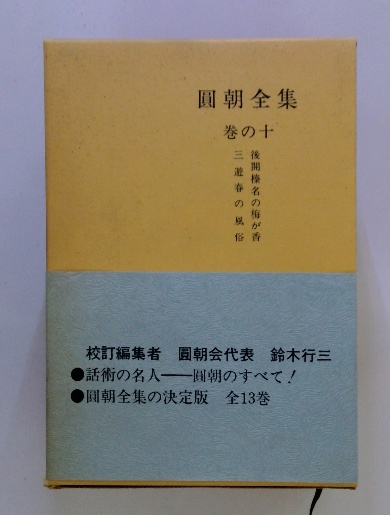 圓朝全集
巻の十
後開榛名の梅が香
三遊春の風俗
校訂編集者 圓朝会代表 鈴木行三
●話術の名人──圓朝のすべて！
●圓朝全集の決定版 全13巻